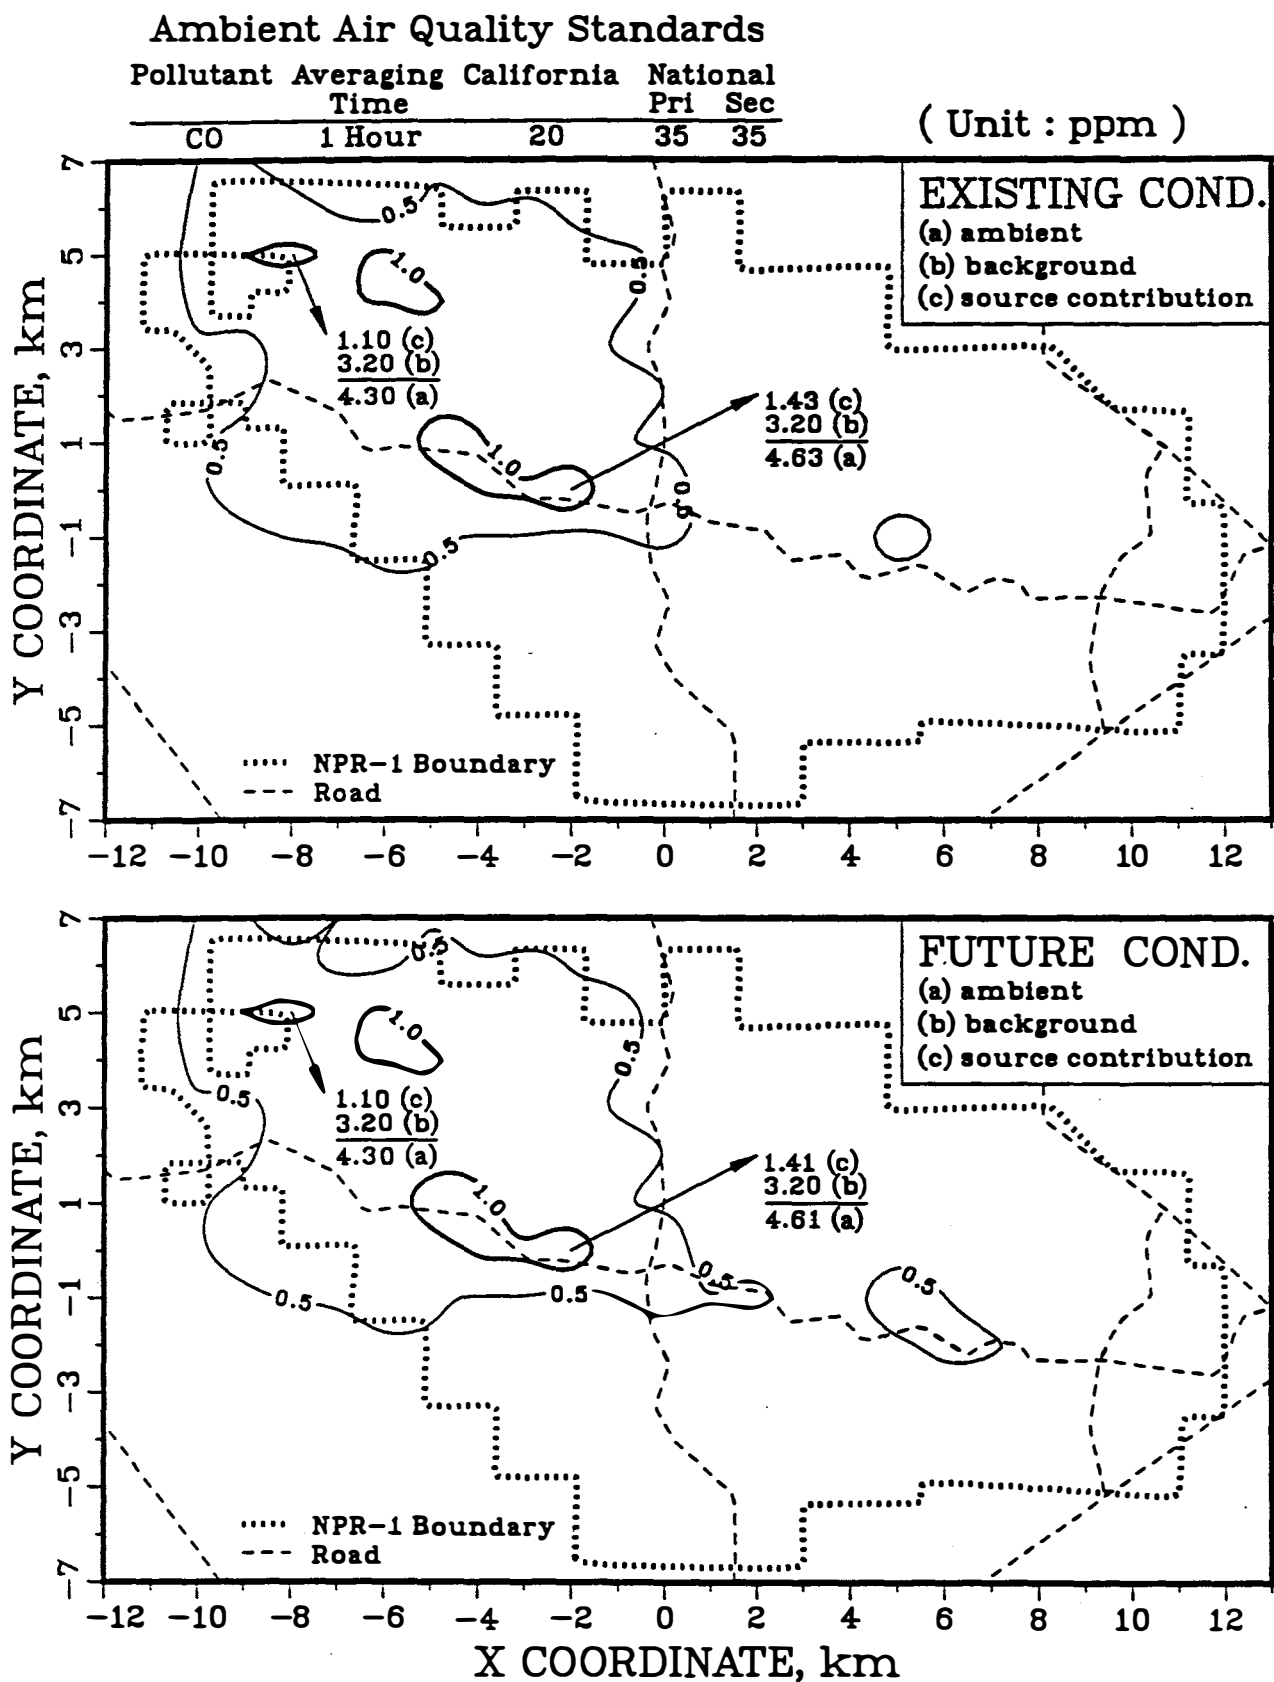 Ambient Air Quality Standards
Pollutant Averaging California National
Time Pri Sec
CO 1 Hour 20 35 35
( Unit : ppm )
EXISTING COND.
(a) ambient
(b) background
(c) source contribution
7
5
3
1
−1
−3
−5
−7
Y COORDINATE, km
0.5
0.5
1.0
1.10 (c)
3.20 (b)
4.30 (a)
1.43 (c)
3.20 (b)
4.63 (a)
0.5
1.0
0.5
0.5
NPR−1 Boundary
Road
−12 −10 −8 −6 −4 −2 0 2 4 6 8 10 12
FUTURE COND.
(a) ambient
(b) background
(c) source contribution
7
5
3
1
−1
−3
−5
−7
Y COORDINATE, km
0.5
1.0
0.5
0.5
1.10 (c)
3.20 (b)
4.30 (a)
1.41 (c)
3.20 (b)
4.61 (a)
1.0
0.5
0.5
0.5
0.5
NPR−1 Boundary
Road
−12 −10 −8 −6 −4 −2 0 2 4 6 8 10 12
X COORDINATE, km